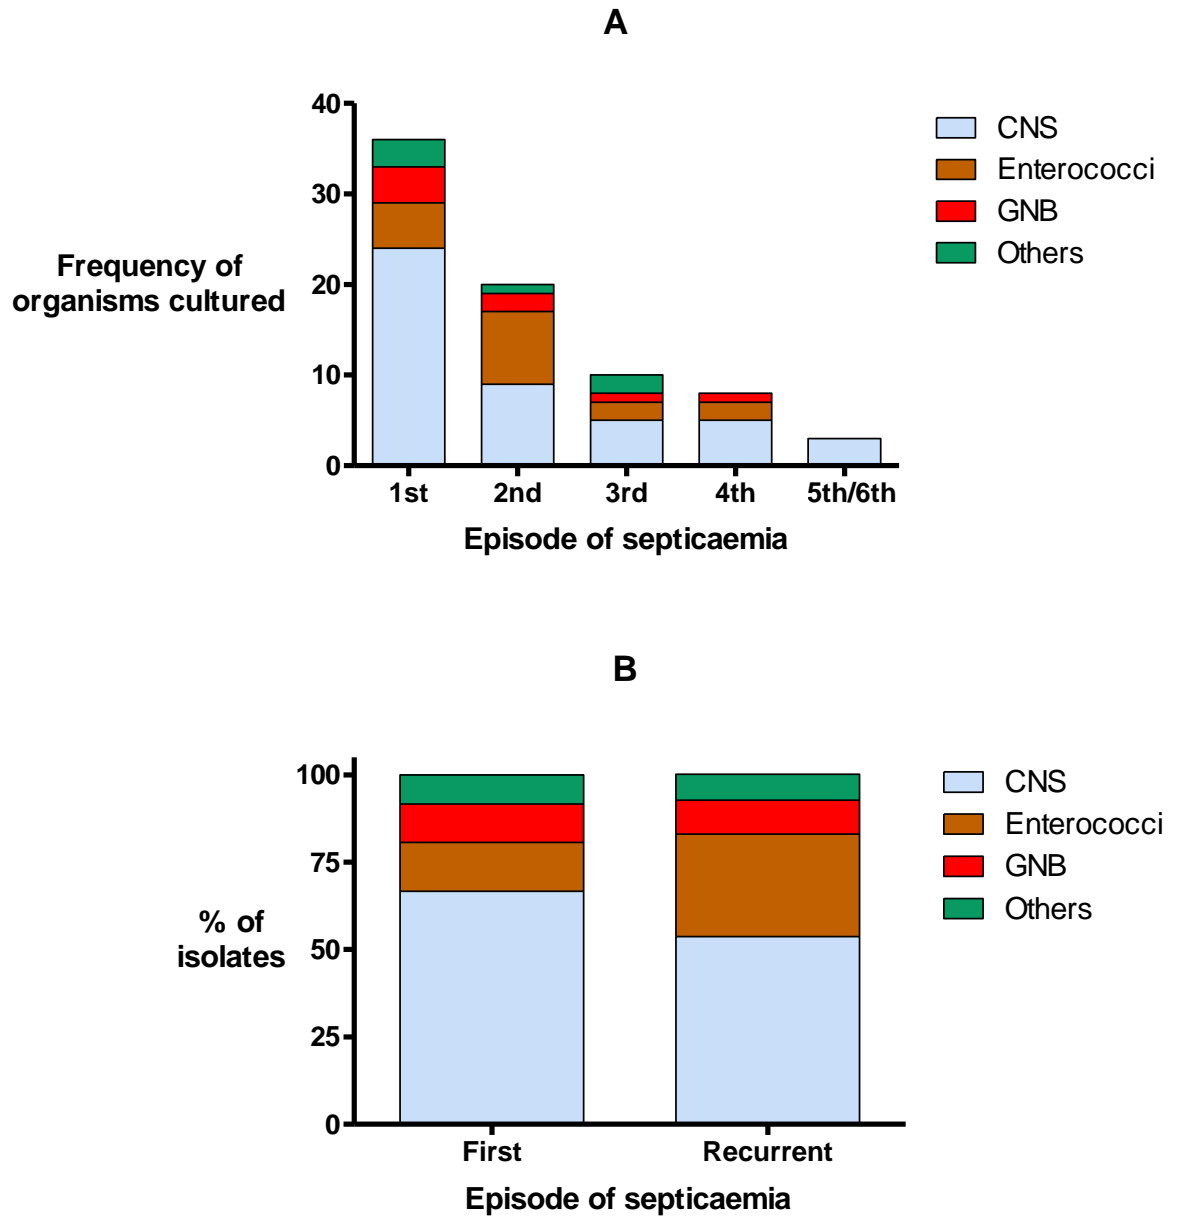 A
40
30
20
10
0
Frequency of
organisms cultured
1st 2nd 3rd 4th 5th/6th
Episode of septicaemia
CNS
Enterococci
GNB
Others
B
100
75
50
25
0
% of
isolates
First Recurrent
Episode of septicaemia
CNS
Enterococci
GNB
Others